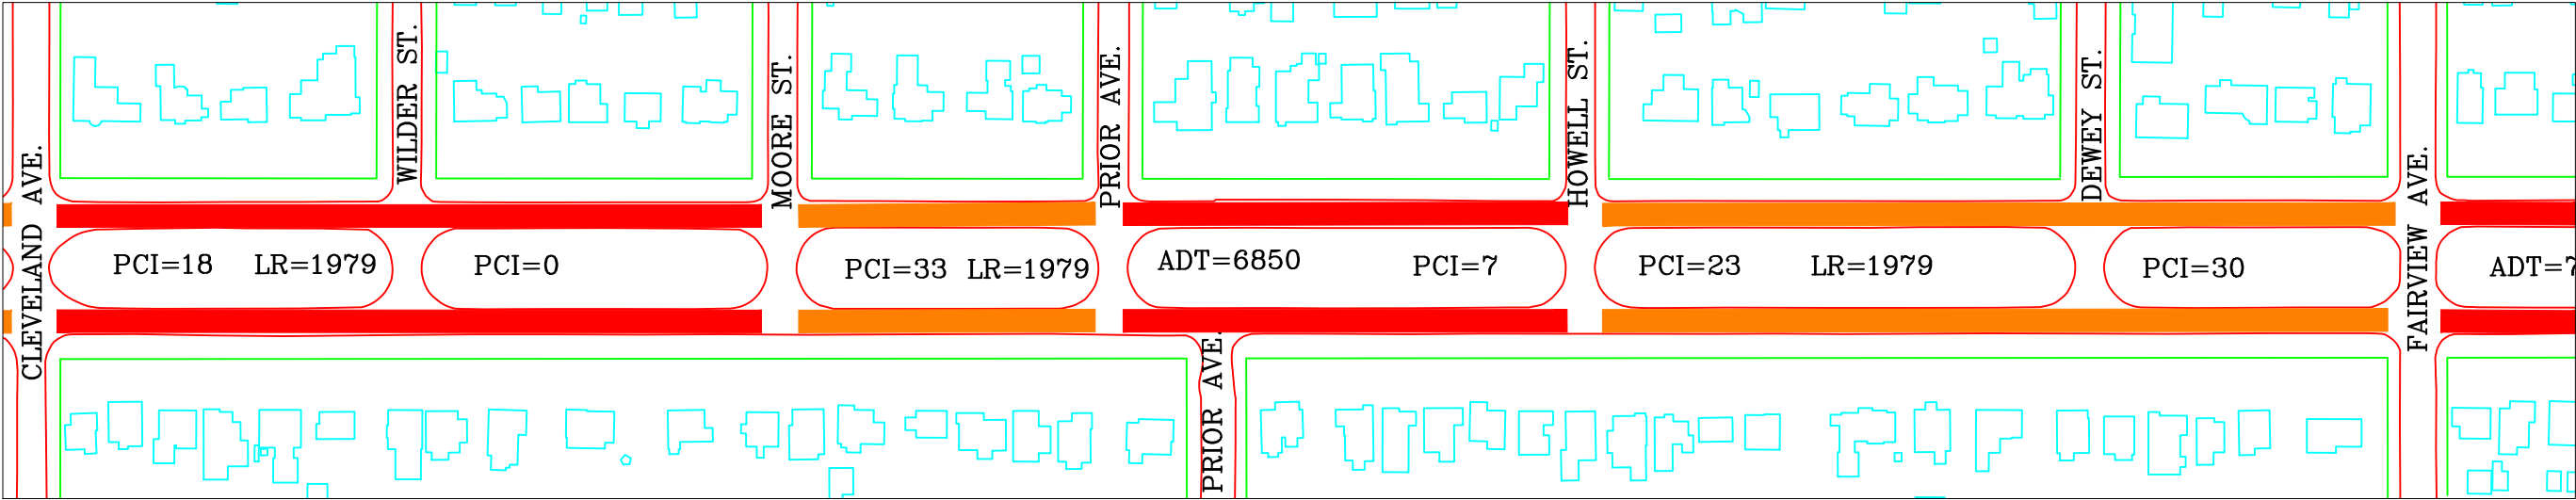 CLEVELAND AVE.
WILDER ST.
MOORE ST.
PRIOR AVE.
HOWELL ST.
DEWEY ST.
FAIRVIEW AVE.
PCI=18 LR=1979
PCI=0
PCI=33 LR=1979
ADT=6850 PCI=7
PCI=23 LR=1979
PCI=30
ADT=
PRIOR AVE.